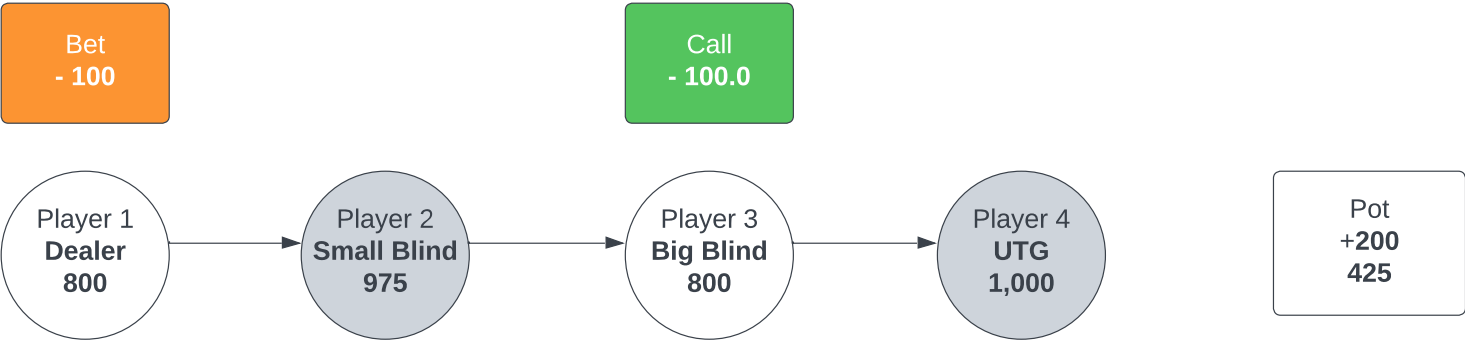 Bet
- 100
Call
- 100.0
Player 1
Dealer
800
Player 2
Small Blind
975
Player 3
Big Blind
800
Player 4
UTG
1,000
Pot
+200
425